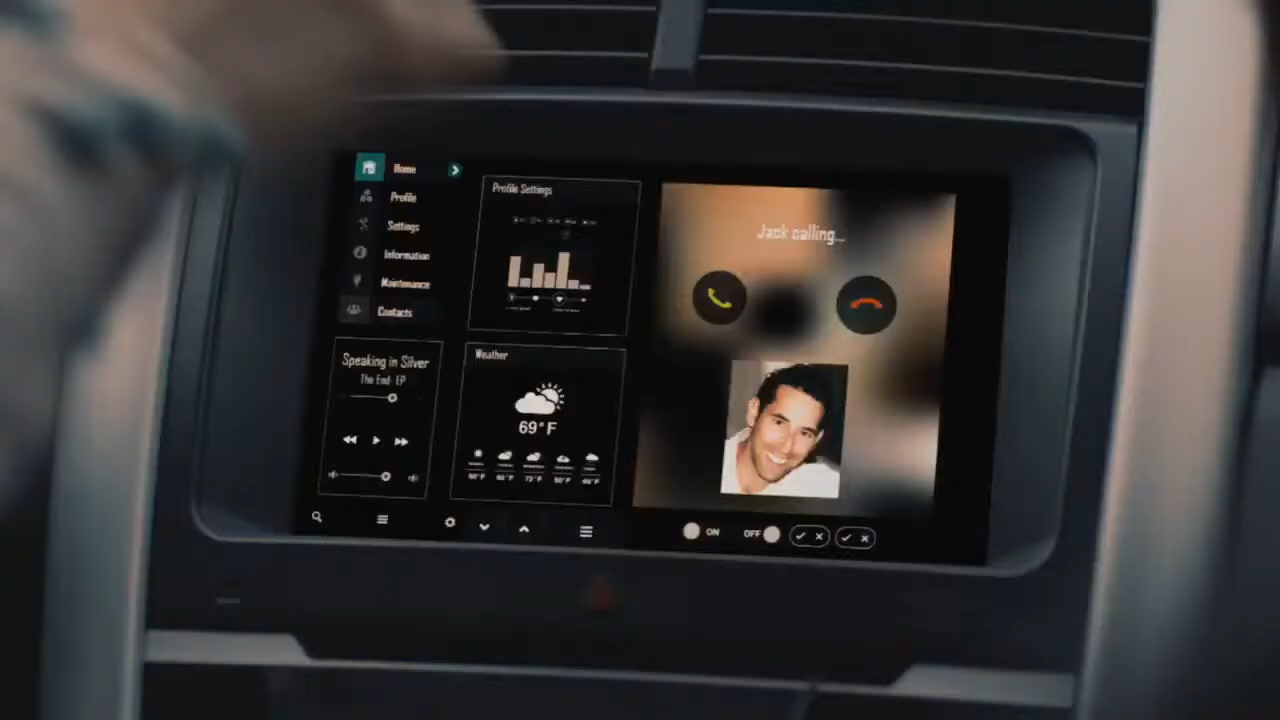 Home
Profile
Settings
Information
Maintenance
Contacts
Speaking in Silver
The End- EP
Profile Settings
Weather
69°F
Jack calling...
ON
OFF